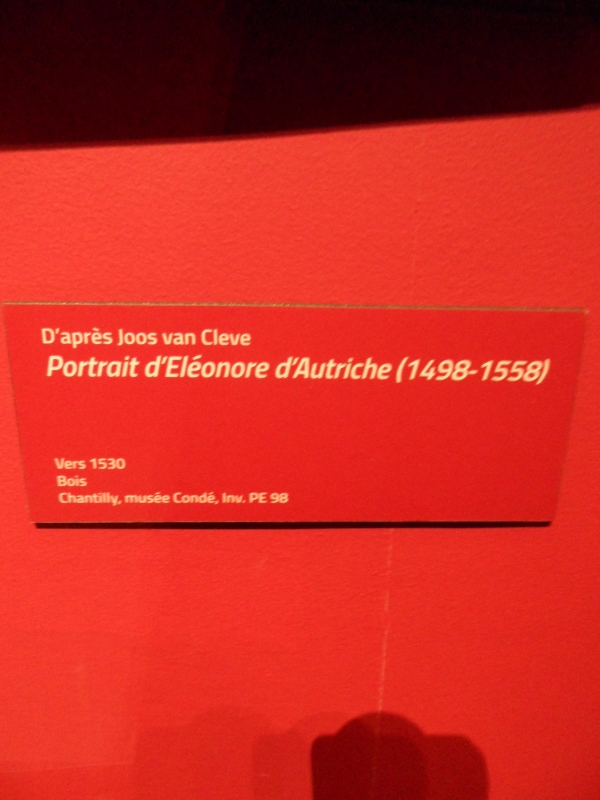 D'après Joos van Cleve
Portrait d'Eléonore d'Autriche (1498-1558)
Vers 1530
Bois
Chantilly, musée Condé, Inv. PE 98